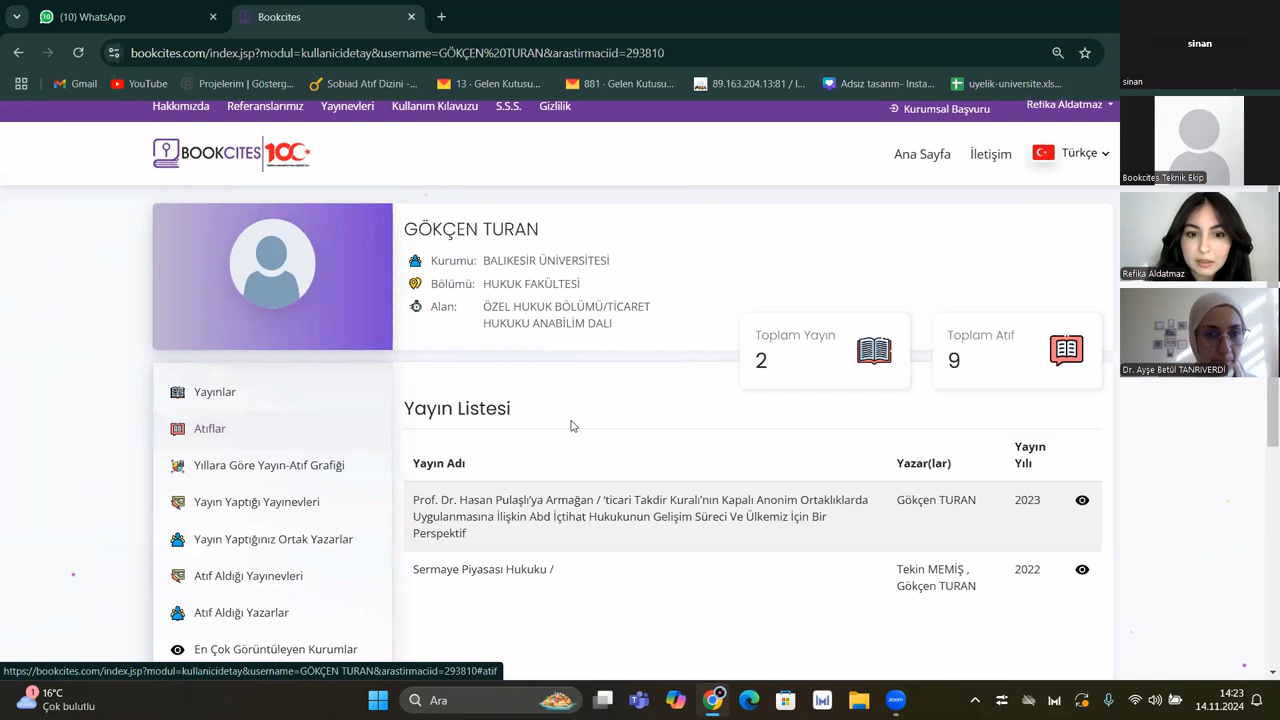 (10) WhatsApp
Bookcites
bookcites.com/index.jsp?modul=kullanicidetay&username=GÖKÇEN%20TURAN&arastirmaciid=293810
Gmail
YouTube
Projelerim | Gösterg...
Sobiad Atıf Dizini -...
13 · Gelen Kutusu...
881 · Gelen Kutusu...
89.163.204.13:81 / l...
Adsız tasarım- Insta...
uyelik-universite.xls...
Hakkımızda
Referanslarımız
Yayınevleri
Kullanım Kılavuzu
S.S.S.
Gizlilik
Kurumsal Başvuru
Refika Aldatmaz
BOOKCITES
Ana Sayfa
İletişim
Türkçe
GÖKÇEN TURAN
Kurumu: BALIKESİR ÜNİVERSİTESİ
Bölümü: HUKUK FAKÜLTESİ
Alan: ÖZEL HUKUK BÖLÜMÜ/TİCARET
HUKUKU ANABİLİM DALI
Toplam Yayın
2
Toplam Atıf
9
Yayınlar
Atıflar
Yıllara Göre Yayın-Atıf Grafiği
Yayın Yaptığı Yayınevleri
Yayın Yaptığınız Ortak Yazarlar
Atıf Aldığı Yayınevleri
Atıf Aldığı Yazarlar
En Çok Görüntüleyen Kurumlar
Yayın Listesi
Yayın Adı
Yazar(lar)
Yayın
Yılı
Prof. Dr. Hasan Pulaşlı'ya Armağan / 'ticari Takdir Kuralı'nın Kapalı Anonim Ortaklıklarda
Uygulanmasına İlişkin Abd İçtihat Hukukunun Gelişim Süreci Ve Ülkemiz İçin Bir
Perspektif
Gökçen TURAN
2023
Sermaye Piyasası Hukuku /
Tekin MEMİŞ ,
Gökçen TURAN
2022
https://bookcites.com/index.jsp?modul=kullanicidetay&username=GÖKÇEN TURAN&arastirmaciid=293810#atif
sinan
sinan
Bookcites Teknik Ekip
Refika Aldatmaz
Dr. Ayşe Betül TANRIVERDİ
1
16°C
Çok bulutlu
Ara
14:23
14.11.2024